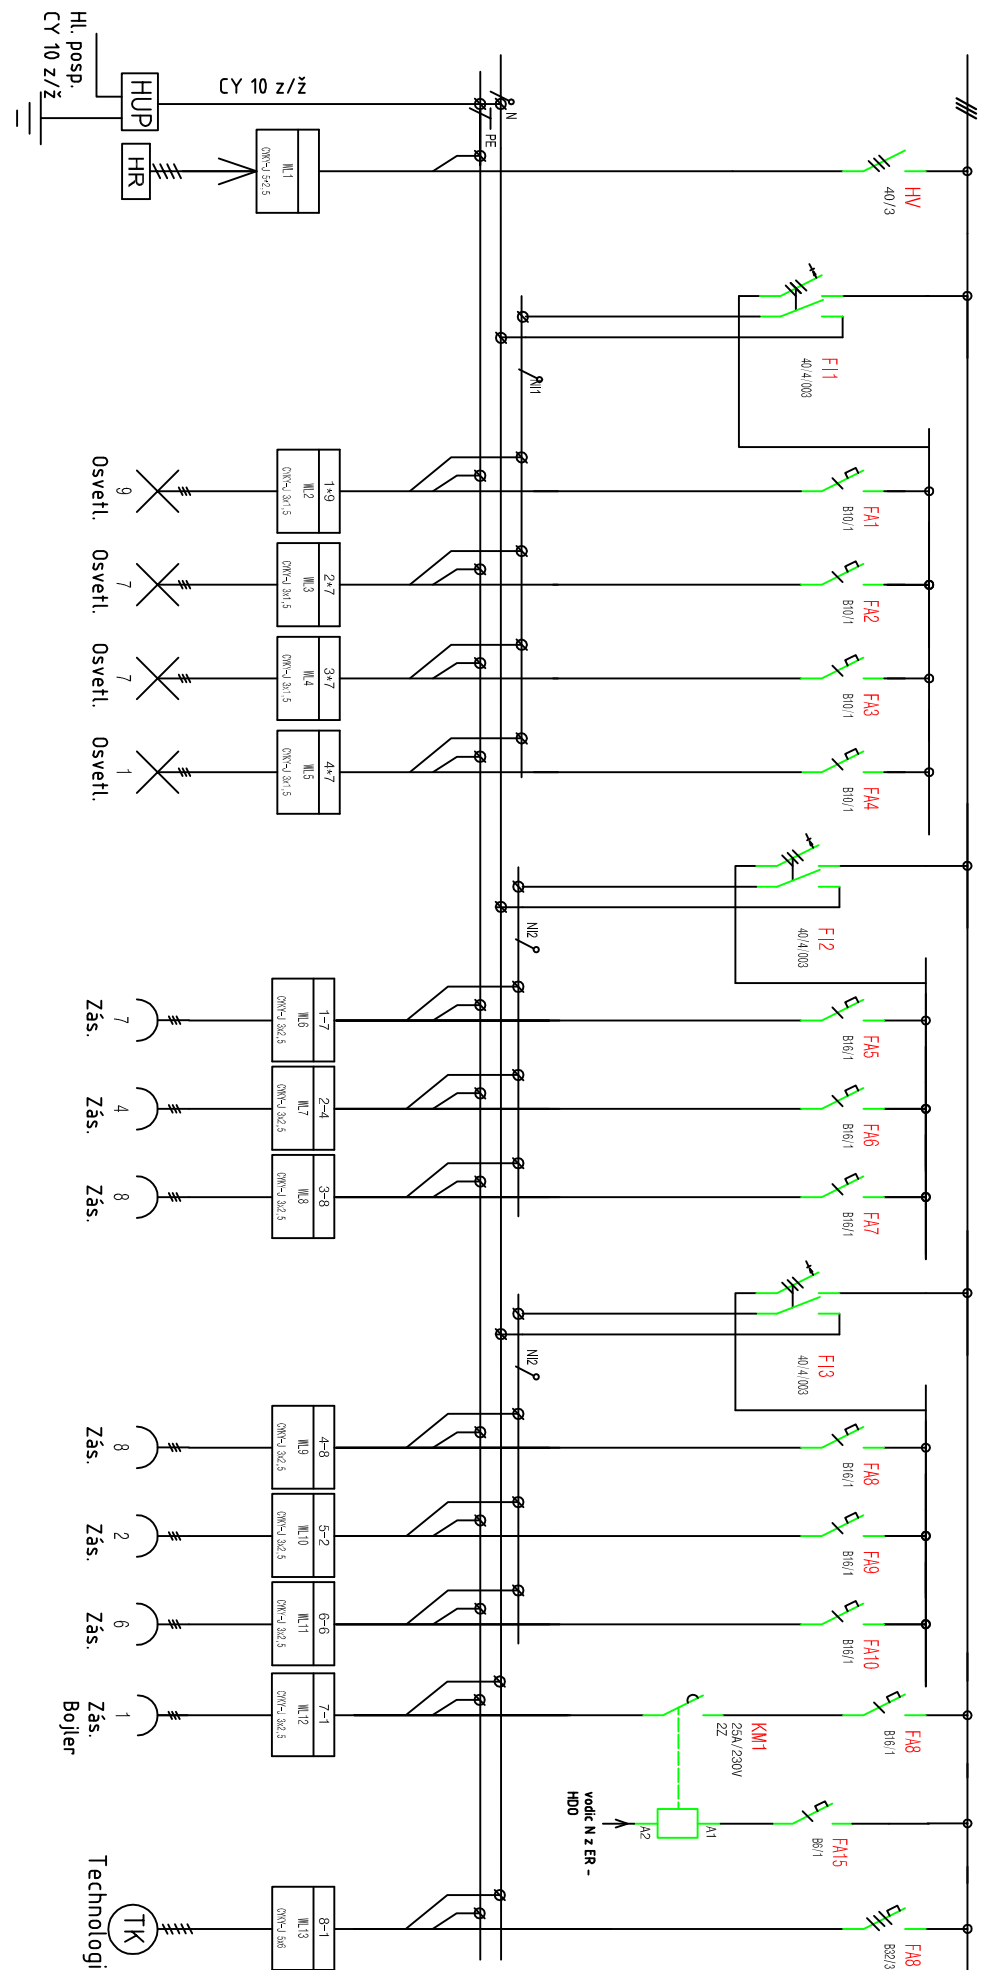 Hl. posp.
CY 10 z/ž
HUP
CY 10 z/ž
N
PE
HR
WL1
CYKY-J 5*2,5
HV
40/3
FI1
40/4/003
NI1
Osvetl.
9
1*9
WL2
CYKY-J 3x1,5
FA1
B10/1
Osvetl.
7
2*7
WL3
CYKY-J 3x1,5
FA2
B10/1
Osvetl.
7
3*7
WL4
CYKY-J 3x1,5
FA3
B10/1
Osvetl.
1
4*7
WL5
CYKY-J 3x1,5
FA4
B10/1
FI2
40/4/003
NI2
Zás.
7
1-7
WL6
CYKY-J 3x2,5
FA5
B16/1
Zás.
4
2-4
WL7
CYKY-J 3x2,5
FA6
B16/1
Zás.
8
3-8
WL8
CYKY-J 3x2,5
FA7
B16/1
FI3
40/4/003
NI2
Zás.
8
4-8
WL9
CYKY-J 3x2,5
FA8
B16/1
Zás.
2
5-2
WL10
CYKY-J 3x2,5
FA9
B16/1
Zás.
6
6-6
WL11
CYKY-J 3x2,5
FA10
B16/1
Zás.
Bojler
1
7-1
WL12
CYKY-J 3x2,5
KM1
25A/230V
2Z
FA8
B16/1
vodic N z ER -
HDO
A2
A1
FA15
B6/1
Technologi
TK
8-1
WL13
CYKY-J 5x6
FA8
B32/3